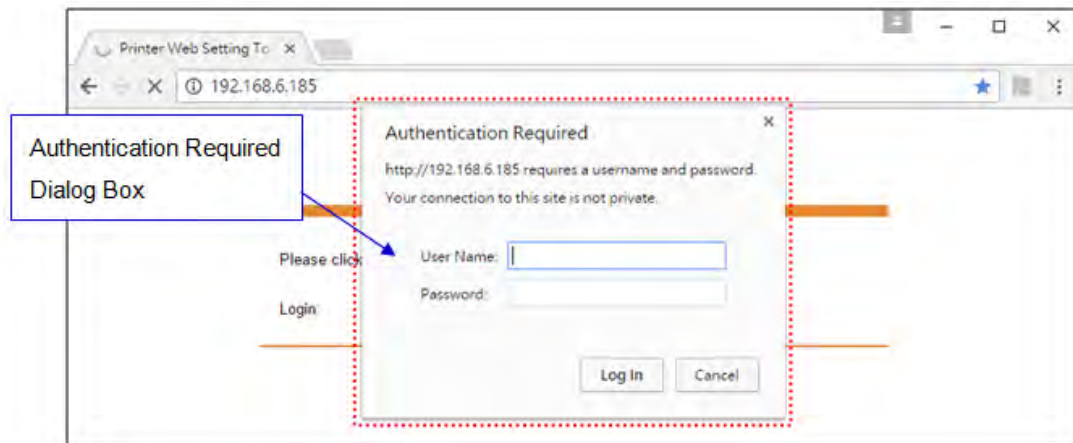 Printer Web Setting To
192.168.6.185
Authentication Required
Dialog Box
Authentication Required
http://192.168.6.185 requires a username and password.
Your connection to this site is not private.
Please click
User Name:
Password:
Login
Log In
Cancel